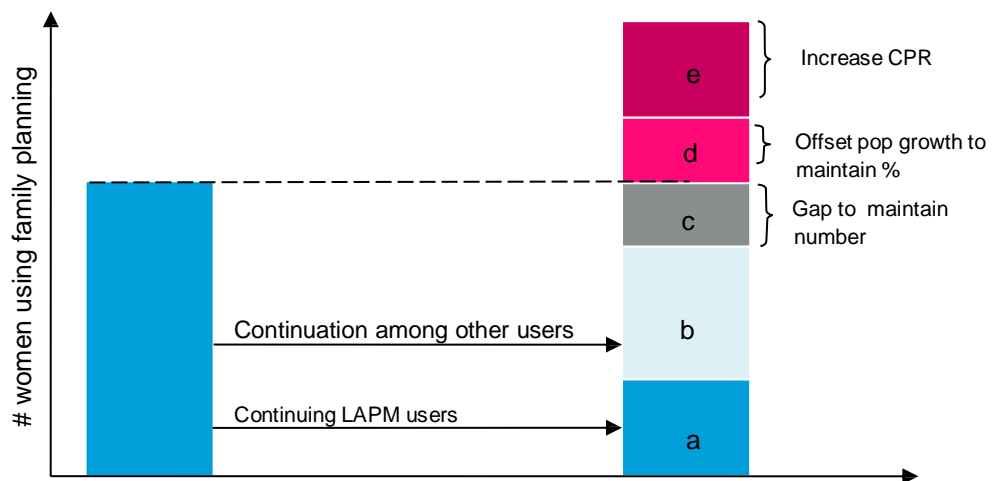 # women using family planning
e
Increase CPR
d
Offset pop growth to
maintain %
c
Gap to maintain
number
Continuation among other users
b
Continuing LAPM users
a